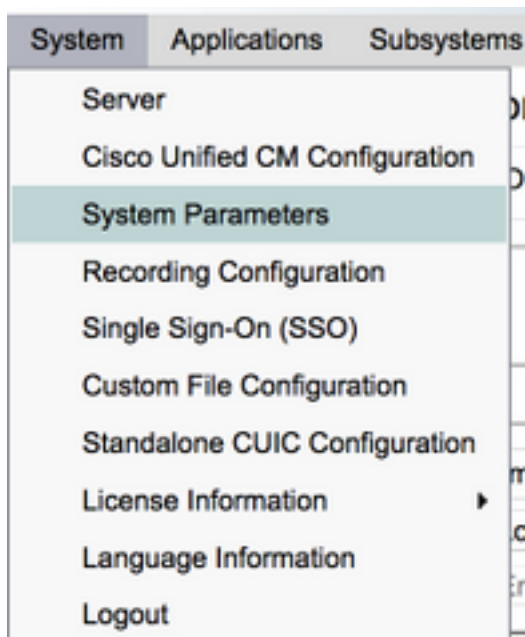 System Applications Subsystems
Server
Cisco Unified CM Configuration
System Parameters
Recording Configuration
Single Sign-On (SSO)
Custom File Configuration
Standalone CUIC Configuration
License Information
Language Information
Logout